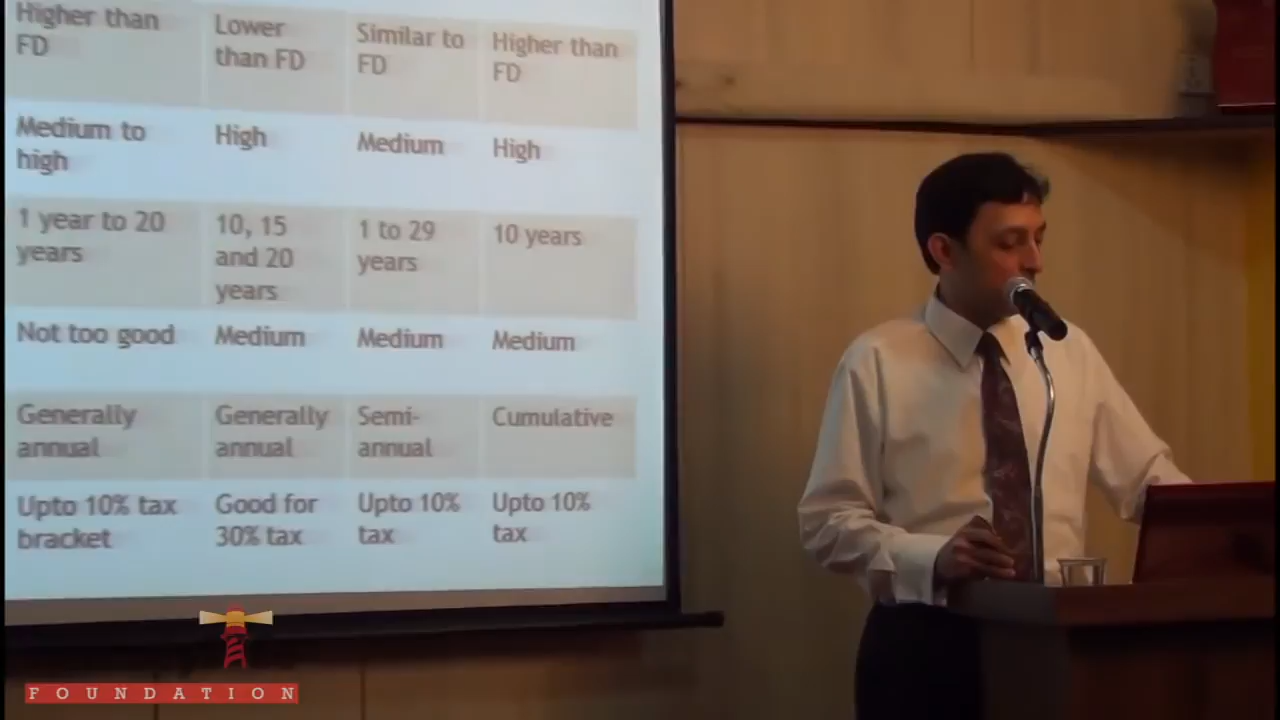 Higher than
FD
Lower
than FD
Similar to
FD
Higher than
FD
Medium to
high
High
Medium
High
1 year to 20
years
10, 15
and 20
years
1 to 29
years
10 years
Not too good
Medium
Medium
Medium
Generally
annual
Generally
annual
Semi-
annual
Cumulative
Upto 10% tax
bracket
Good for
30% tax
Upto 10%
tax
Upto 10%
tax
FOUNDATION